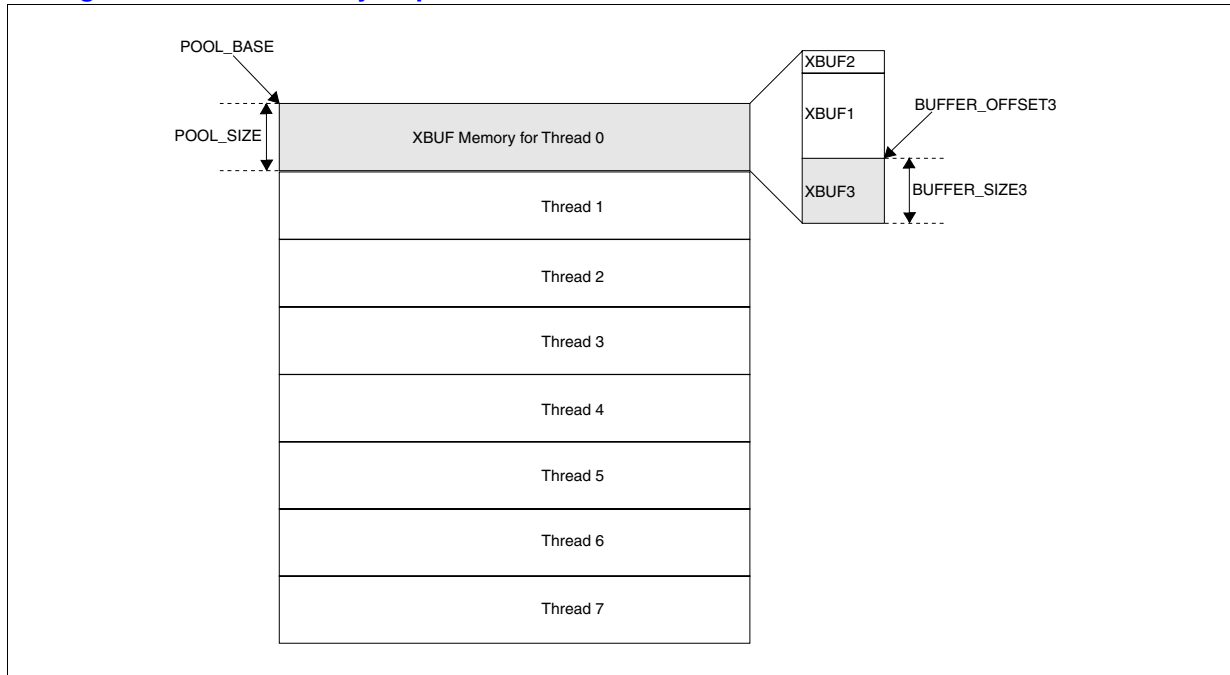 POOL_BASE
XBUF2
XBUF1
BUFFER_OFFSET3
POOL_SIZE
XBUF Memory for Thread 0
XBUF3
BUFFER_SIZE3
Thread 1
Thread 2
Thread 3
Thread 4
Thread 5
Thread 6
Thread 7